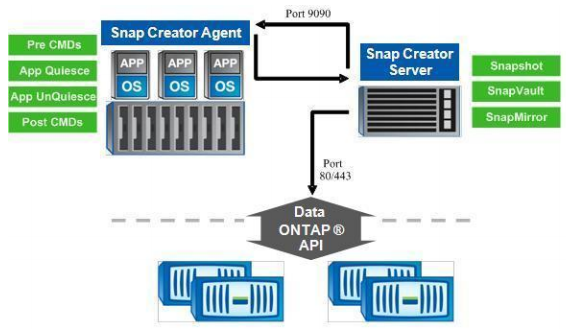 Port 9090
Snap Creator Agent
Pre CMDs
App Quiesce
App UnQuiesce
Post CMDs
APP
APP
APP
OS
OS
OS
Snap Creator
Server
Snapshot
SnapVault
SnapMirror
Port
80/443
Data
ONTAP ®
API